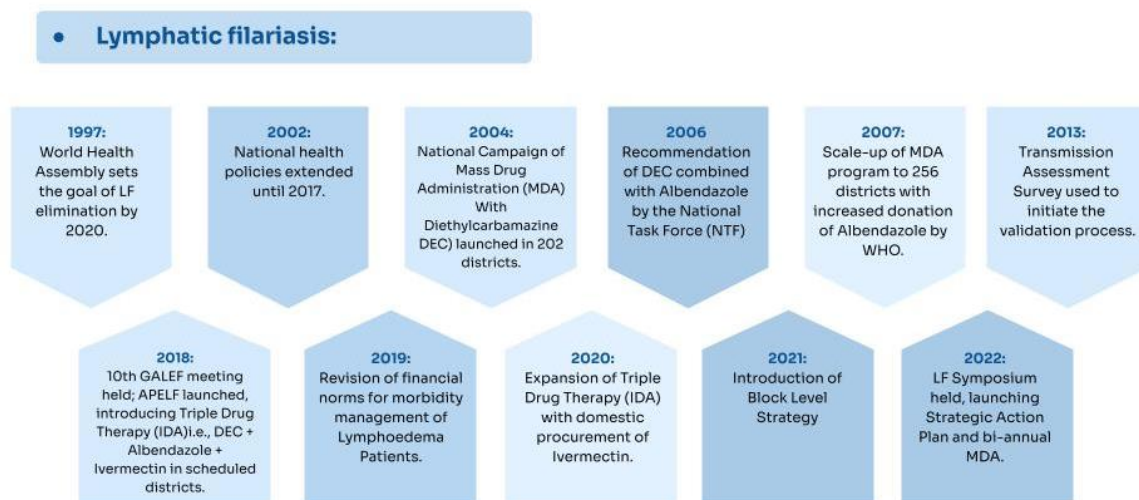 • Lymphatic filariasis:
1997:
World Health
Assembly sets
the goal of LF
elimination by
2020.
2002:
National health
policies extended
until 2017.
2004:
National Campaign of
Mass Drug
Administration (MDA)
With
Diethylcarbamazine
DEC) launched in 202
districts.
2006
Recommendation
of DEC combined
with Albendazole
by the National
Task Force (NTF)
2007:
Scale-up of MDA
program to 256
districts with
increased donation
of Albendazole by
WHO.
2013:
Transmission
Assessment
Survey used to
initiate the
validation process.
2018:
10th GALEF meeting
held; APELF launched,
introducing Triple Drug
Therapy (IDA)i.e., DEC +
Albendazole +
Ivermectin in scheduled
districts.
2019:
Revision of financial
norms for morbidity
management of
Lymphoedema
Patients.
2020:
Expansion of Triple
Drug Therapy (IDA)
with domestic
procurement of
Ivermectin.
2021:
Introduction of
Block Level
Strategy
2022:
LF Symposium
held, launching
Strategic Action
Plan and bi-annual
MDA.